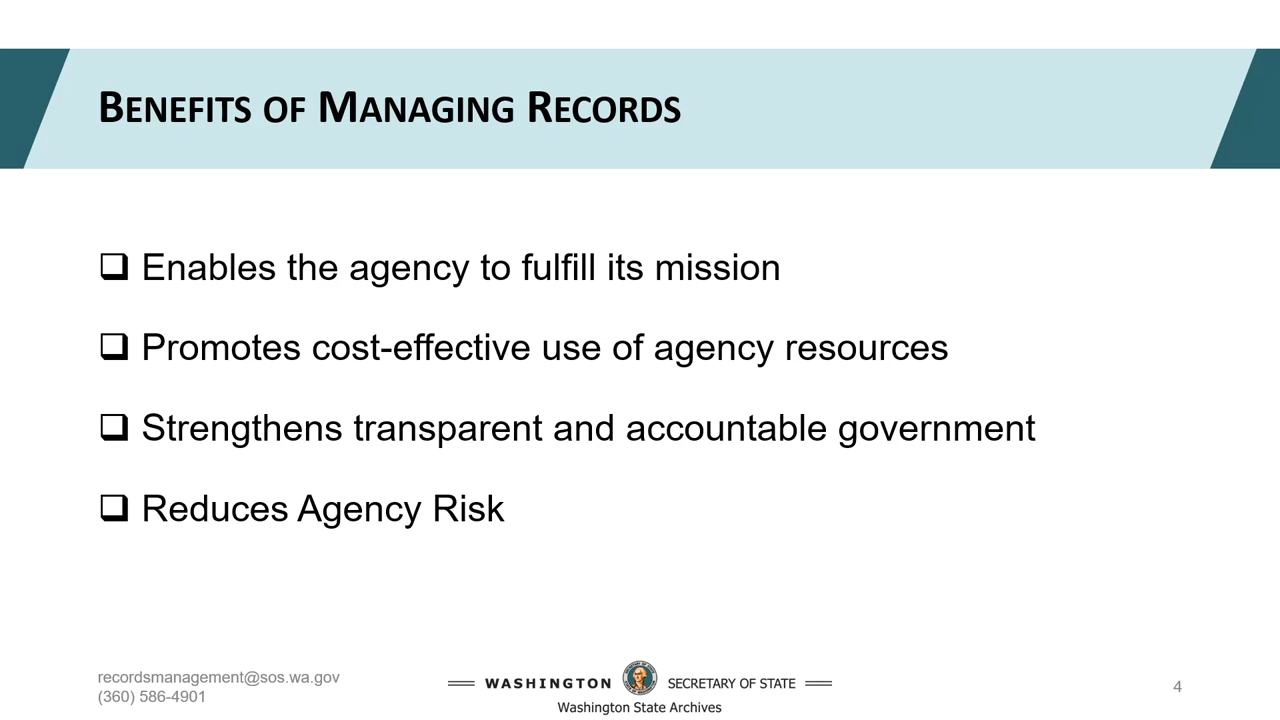 Benefits of Managing Records
Enables the agency to fulfill its mission
Promotes cost-effective use of agency resources
Strengthens transparent and accountable government
Reduces Agency Risk
recordsmanagement@sos.wa.gov
(360) 586-4901
WASHINGTON SECRETARY OF STATE
Washington State Archives
4